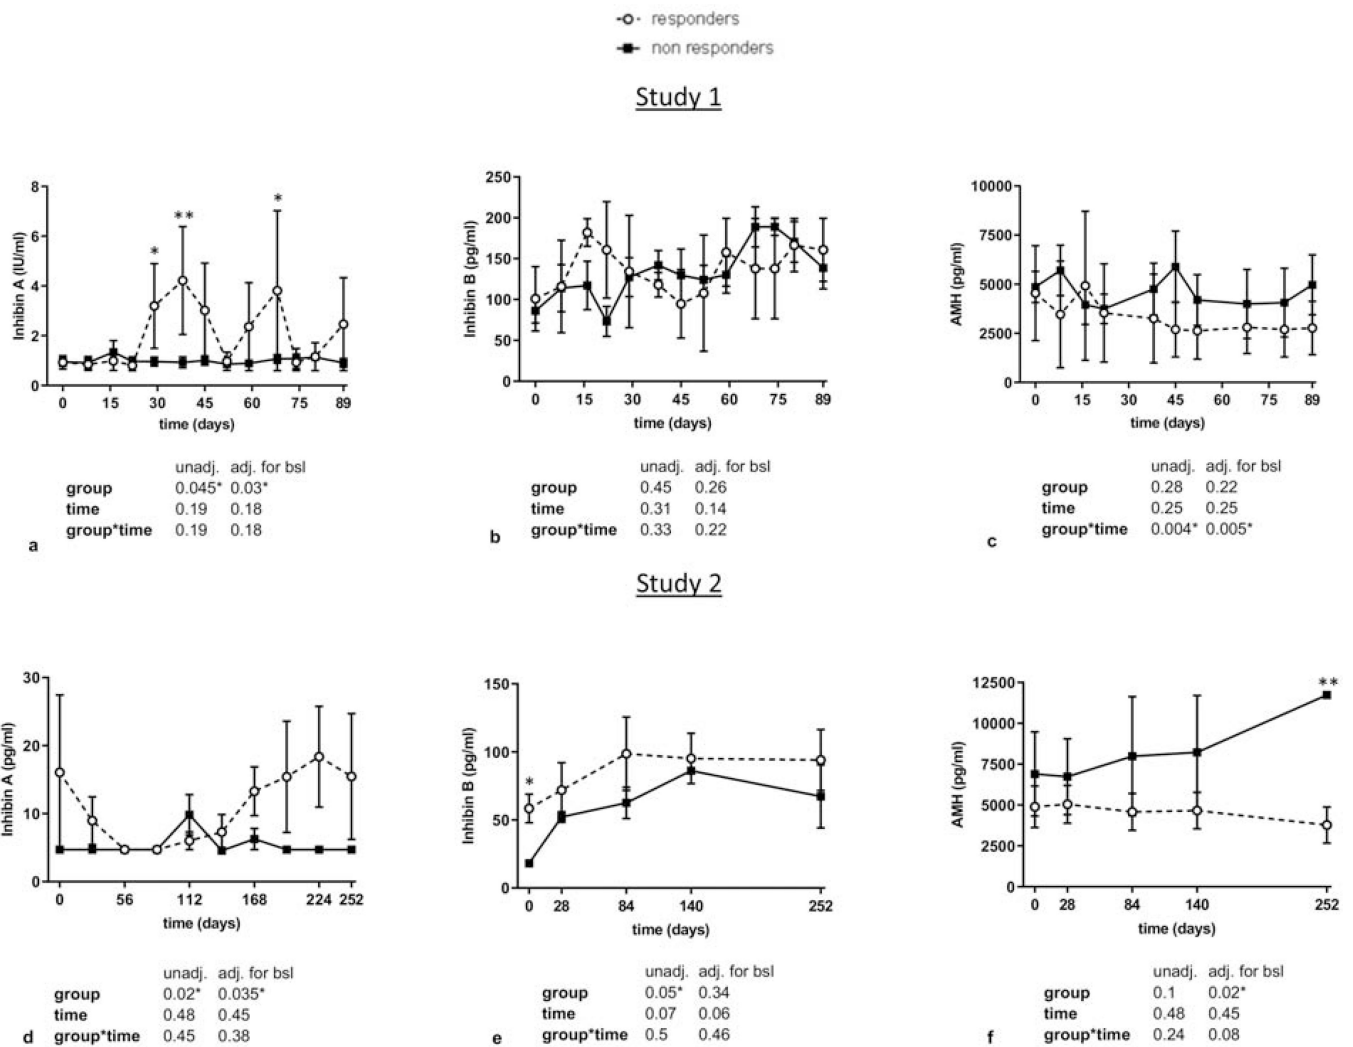 responders
non responders
Study 1
**
*
*
8
6
4
2
0
Inhibin A (IU/ml)
0 15 30 45 60 75 89
time (days)
unadj. adj. for bsl
group 0.045* 0.03*
time 0.19 0.18
group*time 0.19 0.18
a
250
200
150
100
50
0
Inhibin B (pg/ml)
0 15 30 45 60 75 89
time (days)
unadj. adj. for bsl
group 0.45 0.26
time 0.31 0.14
group*time 0.33 0.22
b
10000
7500
5000
2500
0
AMH (pg/ml)
0 15 30 45 60 75 89
time (days)
unadj. adj. for bsl
group 0.28 0.22
time 0.25 0.25
group*time 0.004* 0.005*
c
Study 2
30
20
10
0
Inhibin A (pg/ml)
0 56 112 168 224 252
time (days)
unadj. adj. for bsl
group 0.02* 0.035*
time 0.48 0.45
group*time 0.45 0.38
d
150
100
50
0
*
Inhibin B (pg/ml)
0 28 84 140 252
time (days)
unadj. adj. for bsl
group 0.05* 0.34
time 0.07 0.06
group*time 0.5 0.46
e
12500
10000
7500
5000
2500
0
**
AMH (pg/ml)
0 28 84 140 252
time (days)
unadj. adj. for bsl
group 0.1 0.02*
time 0.48 0.45
group*time 0.24 0.08
f